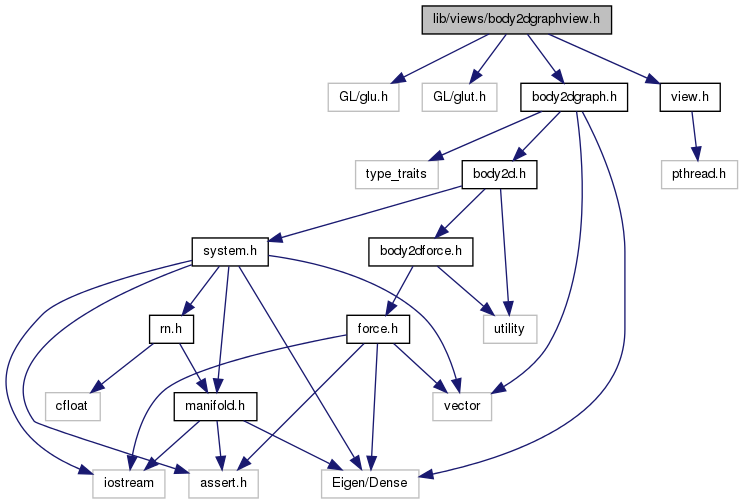 lib/views/body2dgraphview.h
GL/glu.h
GL/glut.h
body2dgraph.h
view.h
type_traits
body2d.h
pthread.h
system.h
body2dforce.h
rn.h
force.h
utility
cfloat
manifold.h
vector
iostream
assert.h
Eigen/Dense